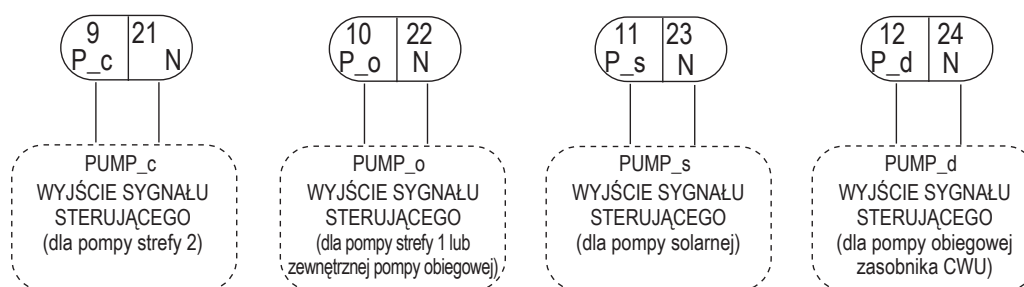 9 21
P_c N
PUMP_c
WYJŚCIE SYGNAŁU
STERUJĄCEGO
(dla pompy strefy 2)
10 22
P_o N
PUMP_o
WYJŚCIE SYGNAŁU
STERUJĄCEGO
(dla pompy strefy 1 lub
zewnętrznej pompy obiegowej)
11 23
P_s N
PUMP_s
WYJŚCIE SYGNAŁU
STERUJĄCEGO
(dla pompy solarnej)
12 24
P_d N
PUMP_d
WYJŚCIE SYGNAŁU
STERUJĄCEGO
(dla pompy obiegowej
zasobnika CWU)